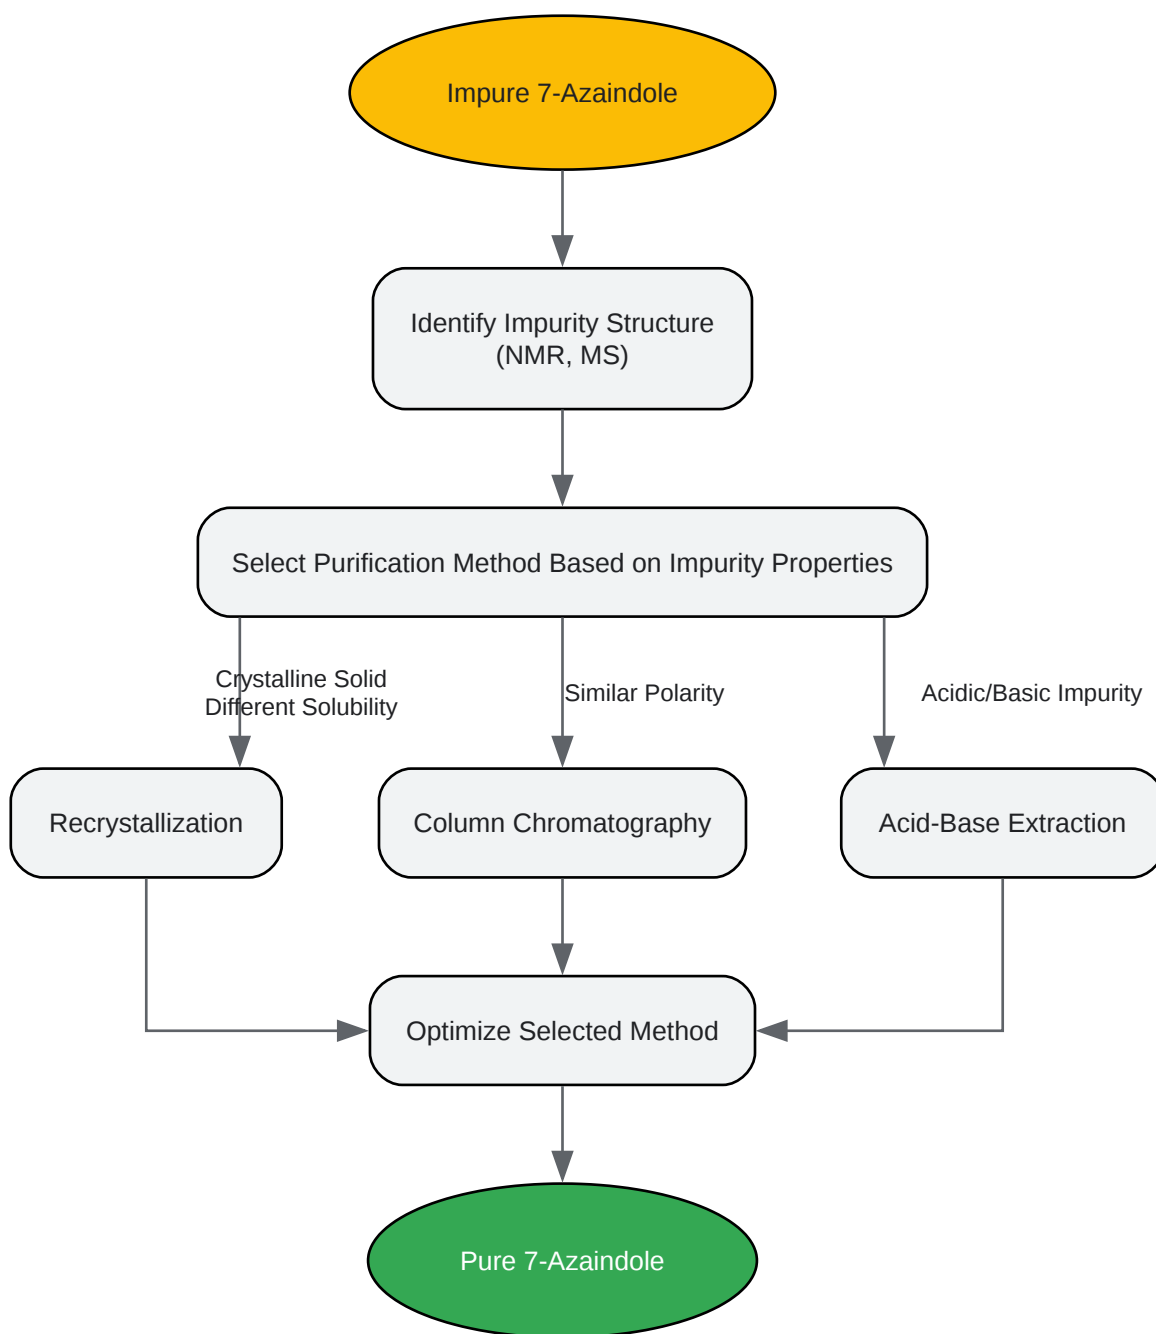 Impure 7-Azaindole
Identify Impurity Structure
(NMR, MS)
Select Purification Method Based on Impurity Properties
Crystalline Solid
Different Solubility
Similar Polarity
Acidic/Basic Impurity
Recrystallization
Column Chromatography
Acid-Base Extraction
Optimize Selected Method
Pure 7-Azaindole